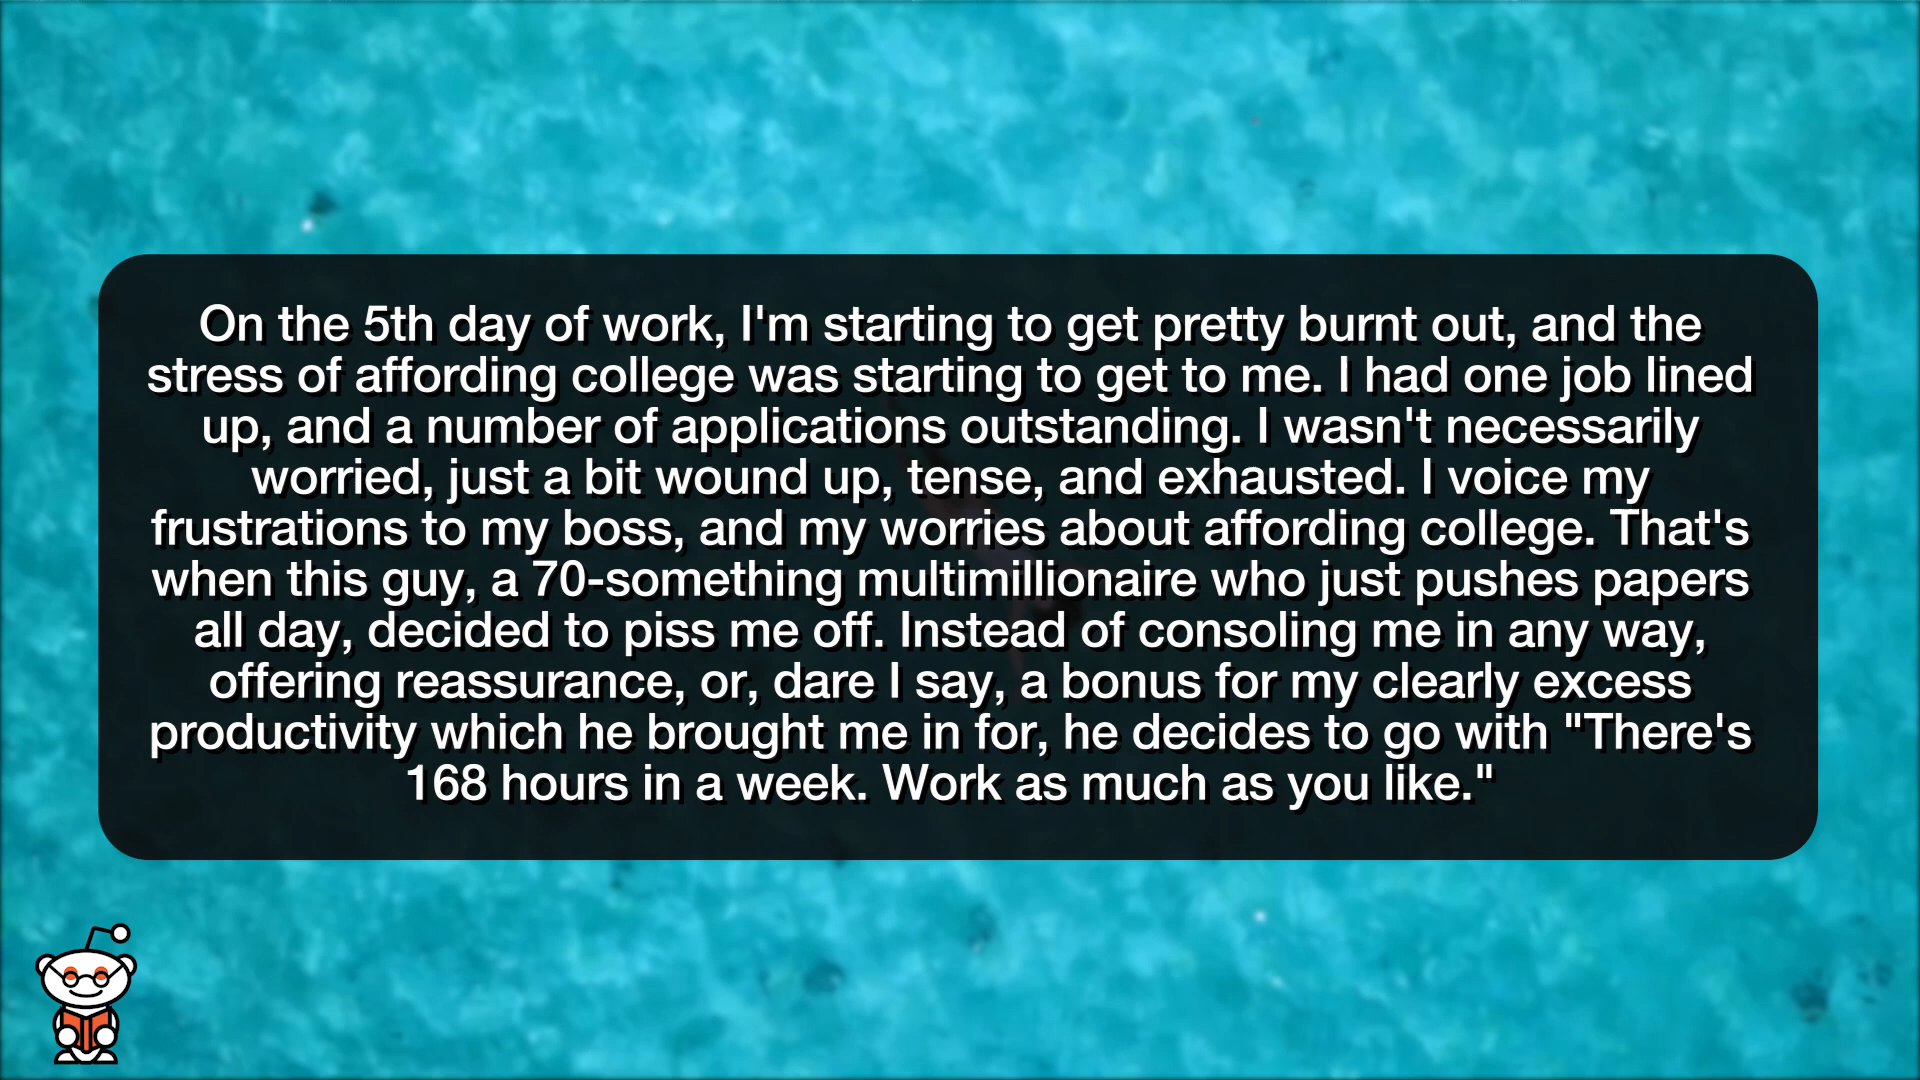 On the 5th day of work, I'm starting to get pretty burnt out, and the
stress of affording college was starting to get to me. I had one job lined
up, and a number of applications outstanding. I wasn't necessarily
worried, just a bit wound up, tense, and exhausted. I voice my
frustrations to my boss, and my worries about affording college. That's
when this guy, a 70-something multimillionaire who just pushes papers
all day, decided to piss me off. Instead of consoling me in any way,
offering reassurance, or, dare I say, a bonus for my clearly excess
productivity which he brought me in for, he decides to go with "There's
168 hours in a week. Work as much as you like."